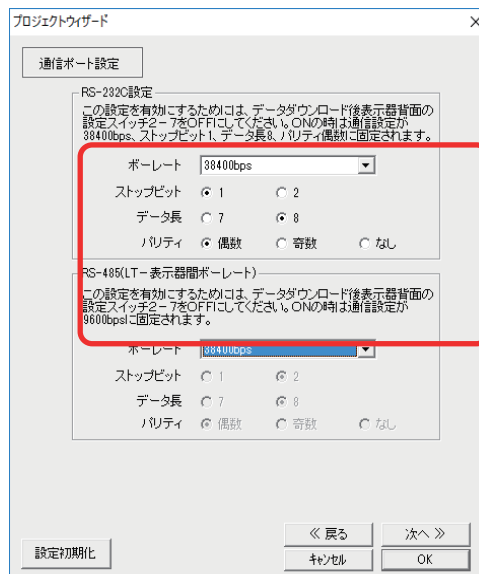 プロジェクトウィザード
通信ポート設定
RS-232C設定
この設定を有効にするためには、データダウンロード後表示器背面の
設定スイッチ2-7をOFFにしてください。ONの時は通信設定が
38400bps、ストップビット1、データ長8、パリティ偶数に固定されます。
ボーレート 38400bps
ストップビット 1 2
データ長 7 8
パリティ 偶数 奇数 なし
RS-485(LT-表示器間ボーレート)
この設定を有効にするためには、データダウンロード後表示器背面の
設定スイッチ2-7をOFFにしてください。ONの時は通信設定が
9600bpsに固定されます。
ボーレート 38400bps
ストップビット 1 2
データ長 7 8
パリティ 偶数 奇数 なし
≪ 戻る 次へ ≫
設定初期化 キャンセル OK